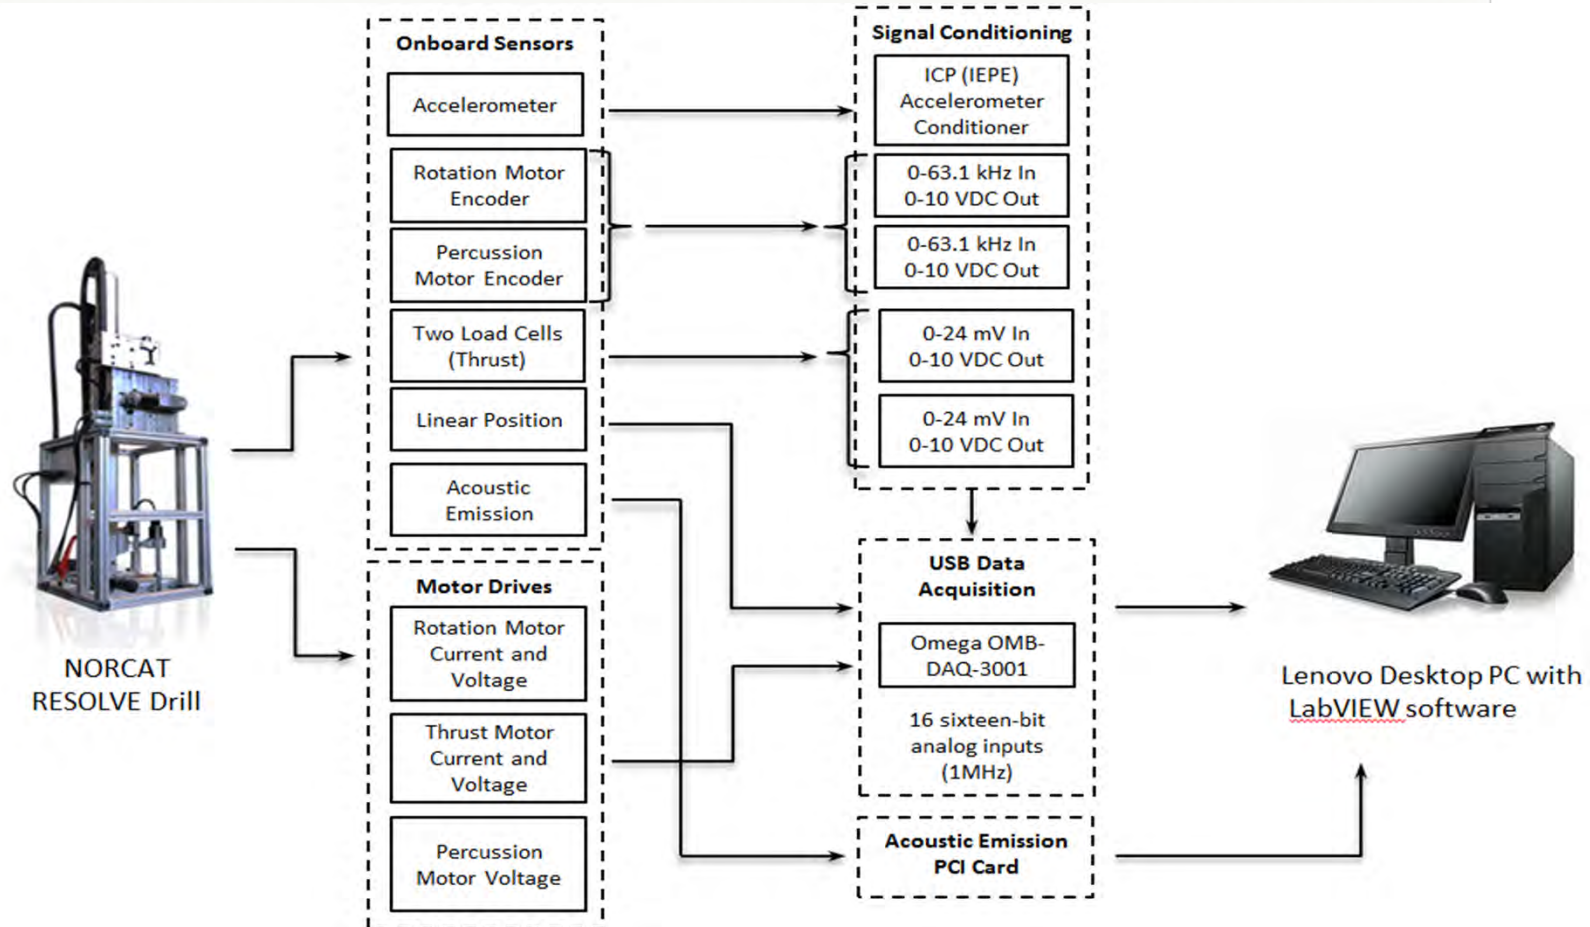 Onboard Sensors
Accelerometer
Rotation Motor
Encoder
Percussion
Motor Encoder
Two Load Cells
(Thrust)
Linear Position
Acoustic
Emission
Motor Drives
Rotation Motor
Current and
Voltage
Thrust Motor
Current and
Voltage
Percussion
Motor Voltage
Signal Conditioning
ICP (IEPE)
Accelerometer
Conditioner
0-63.1 kHz In
0-10 VDC Out
0-63.1 kHz In
0-10 VDC Out
0-24 mV In
0-10 VDC Out
0-24 mV In
0-10 VDC Out
USB Data
Acquisition
Omega OMB-
DAQ-3001
16 sixteen-bit
analog inputs
(1MHz)
Acoustic Emission
PCI Card
NORCAT
RESOLVE Drill
Lenovo Desktop PC with
LabVIEW software